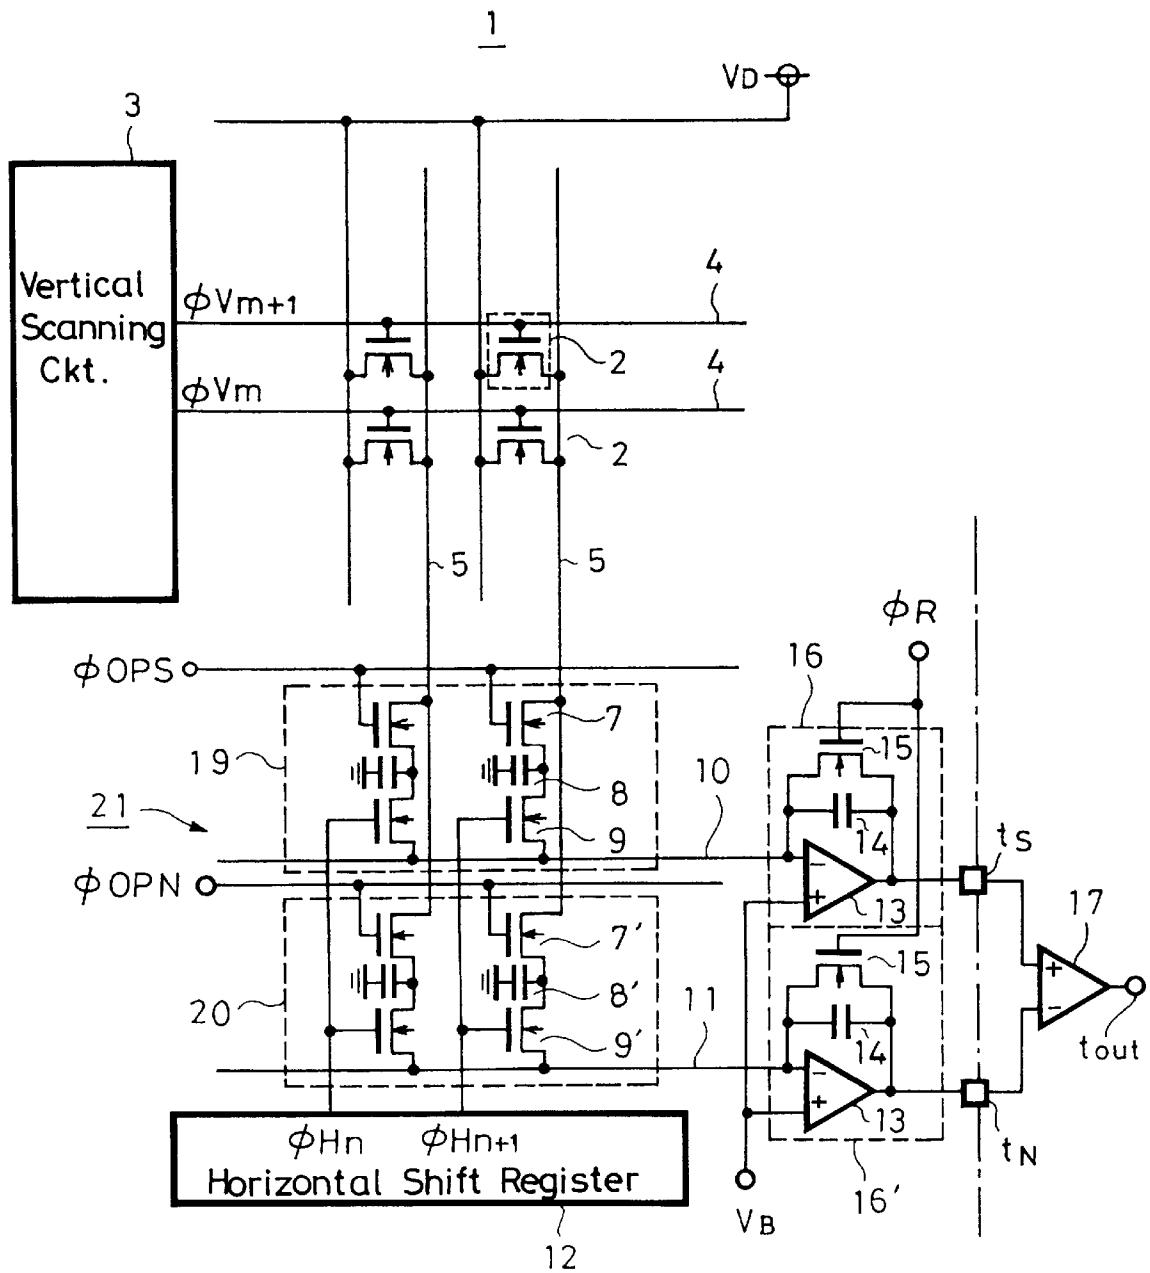 1
VD
3
Vertical
Scanning
Ckt.
ϕVm+1
4
2
ϕVm
4
2
5
5
ϕR
ϕOPS
16
7
15
19
8
10
14
21
9
tS
ϕOPN
13
17
+
−
+
−
7'
15
20
8'
11
14
tout
9'
−
+
13
tN
ϕHn
ϕHn+1
Horizontal Shift Register
VB
16'
12